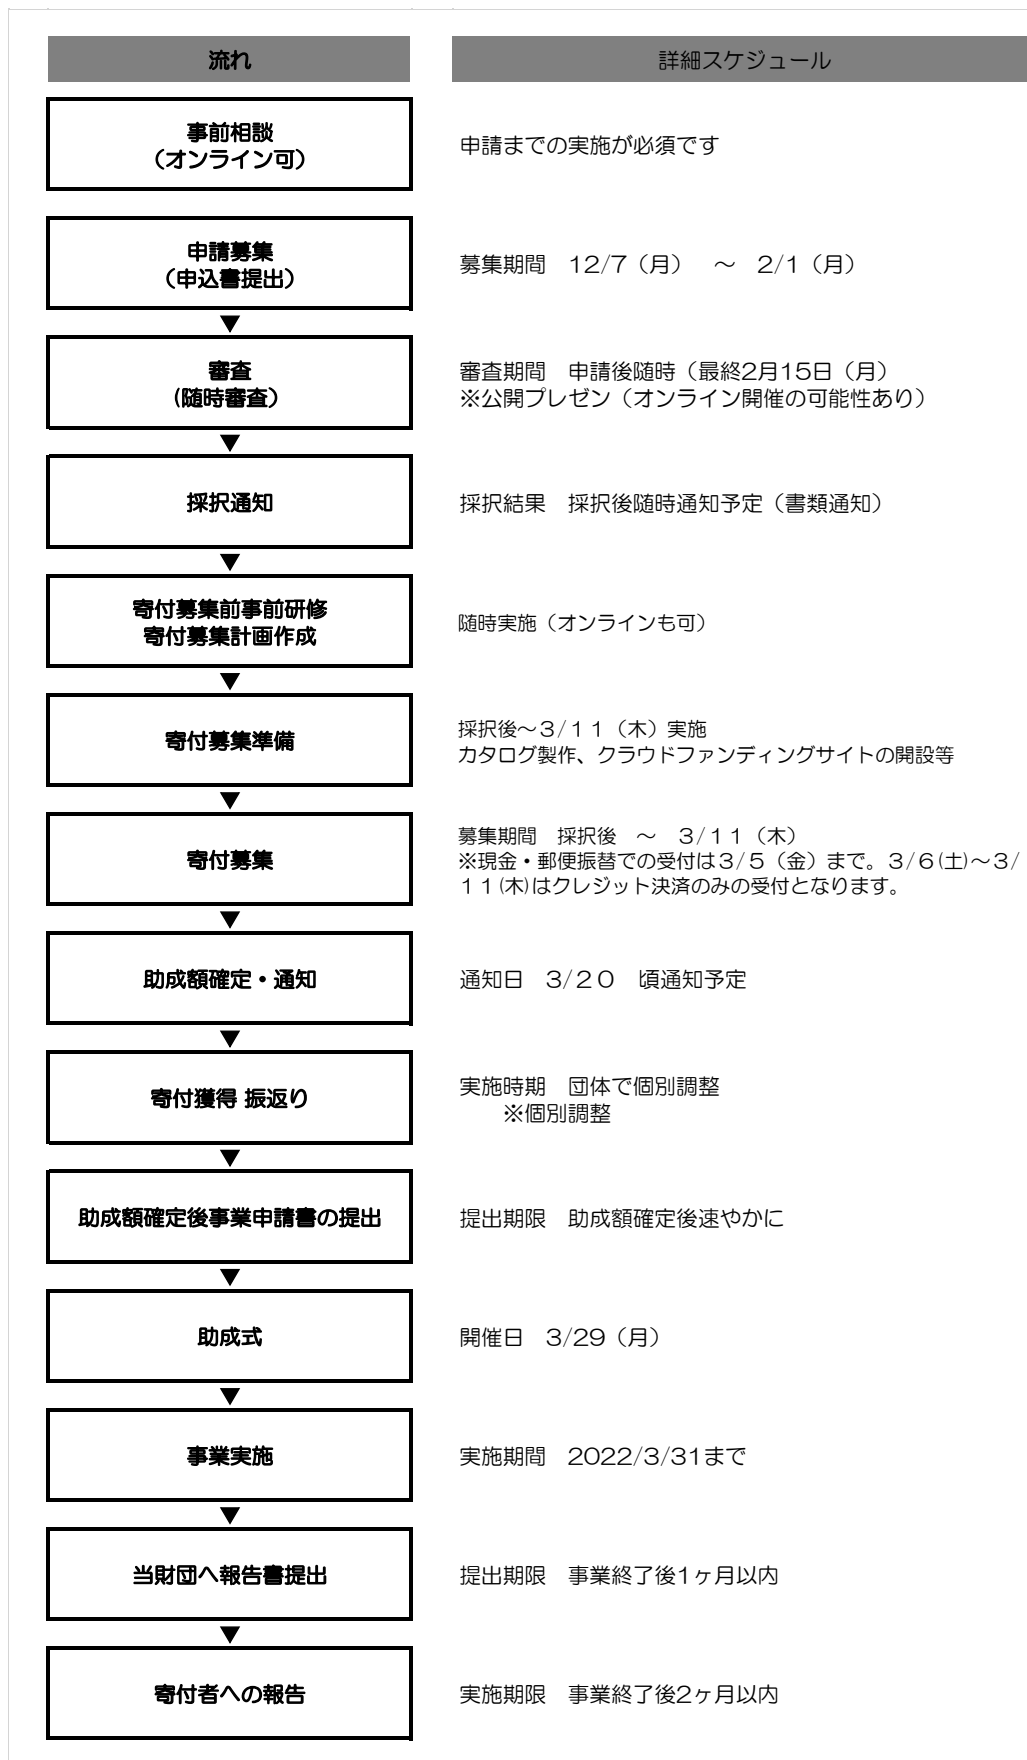 流れ
詳細スケジュール
事前相談
（オンライン可）
申請までの実施が必須です
申請募集
（申込書提出）
募集期間　12/7（月）　～　2/1（月）
▼
審査
(随時審査）
審査期間　申請後随時（最終2月15日（月）
※公開プレゼン（オンライン開催の可能性あり）
▼
採択通知
採択結果　採択後随時通知予定（書類通知）
▼
寄付募集前事前研修
寄付募集計画作成
随時実施（オンラインも可）
▼
寄付募集準備
採択後～３/１１（木）実施
カタログ製作、クラウドファンディングサイトの開設等
▼
寄付募集
募集期間　採択後　～　３/１１（木）
※現金・郵便振替での受付は３/５（金）まで。３/６(土)～３/
１１(木)はクレジット決済のみの受付となります。
▼
助成額確定・通知
通知日　３/２０　頃通知予定
▼
寄付獲得 振返り
実施時期　団体で個別調整
※個別調整
▼
助成額確定後事業申請書の提出
提出期限　助成額確定後速やかに
▼
助成式
開催日　3/29（月）
▼
事業実施
実施期間　2022/3/31まで
▼
当財団へ報告書提出
提出期限　事業終了後1ヶ月以内
▼
寄付者への報告
実施期限　事業終了後2ヶ月以内